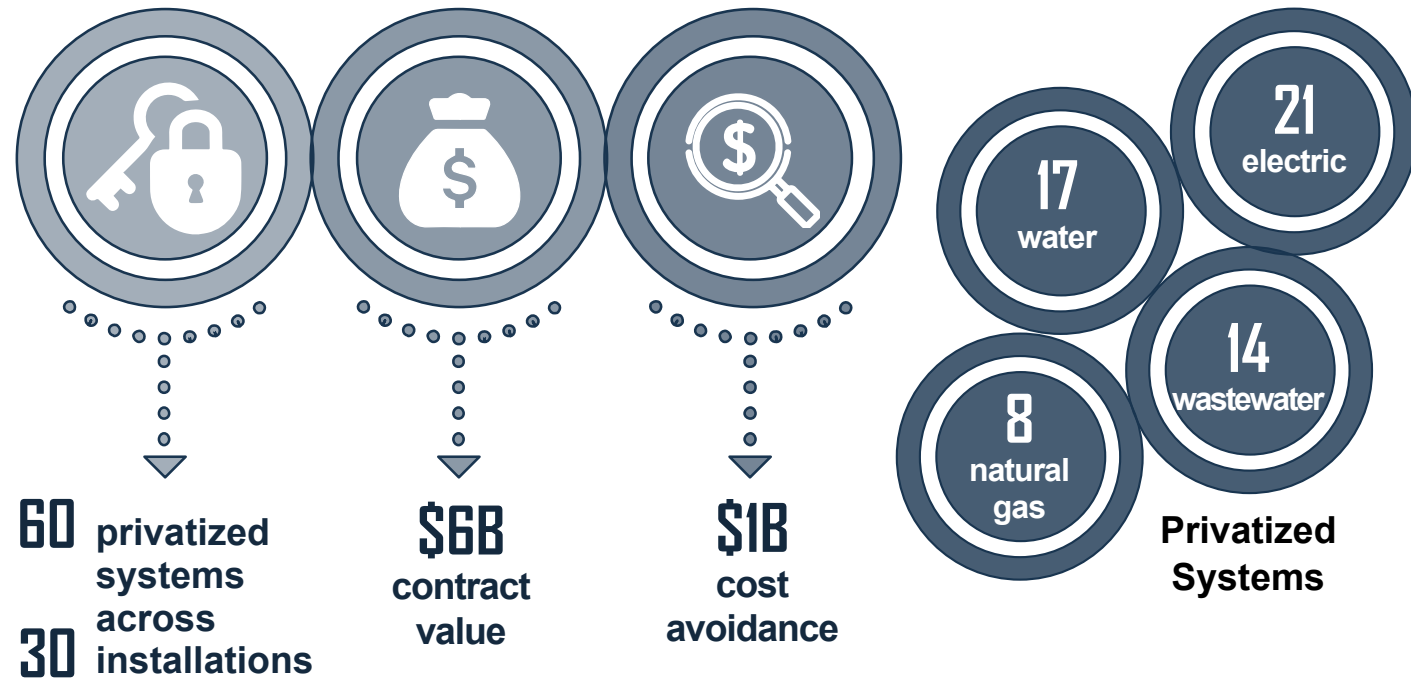 60 privatized
systems
across
30 installations
$
$6B
contract
value
$
$1B
cost
avoidance
17
water
21
electric
14
wastewater
8
natural
gas
Privatized
Systems